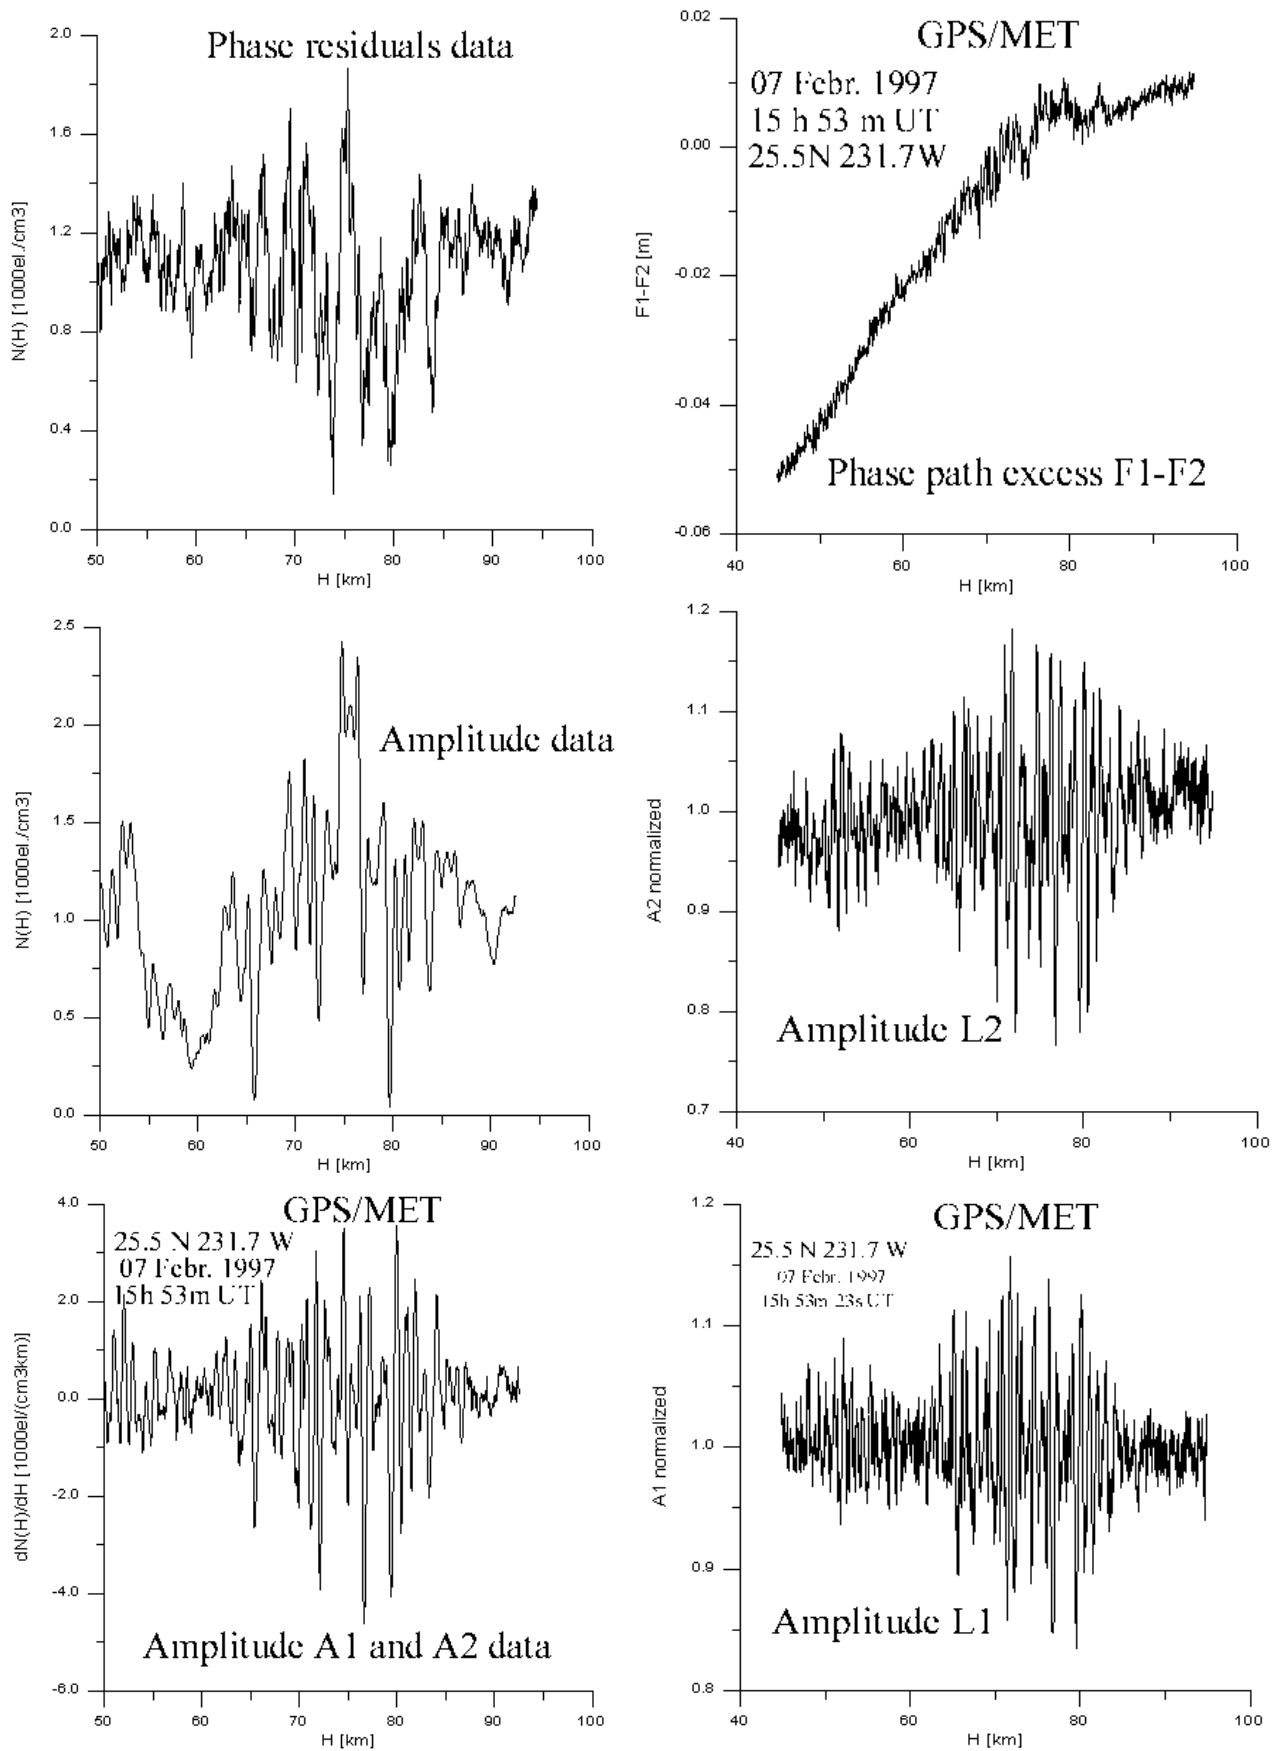 Phase residuals data
2.0
1.6
1.2
0.8
0.4
0.0
N(H) [1000el./cm3]
50 60 70 80 90 100
H [km]
GPS/MET
07 Febr. 1997
15 h 53 m UT
25.5N 231.7W
0.02
0.00
-0.02
-0.04
-0.06
F1-F2 [m]
Phase path excess F1-F2
40 60 80 100
H [km]
Amplitude data
2.5
2.0
1.5
1.0
0.5
0.0
N(H) [1000el./cm3]
50 60 70 80 90 100
H [km]
1.2
1.1
1.0
0.9
0.8
0.7
A2 normalized
Amplitude L2
40 60 80 100
H [km]
GPS/MET
25.5 N 231.7 W
07 Febr. 1997
15h 53m UT
4.0
2.0
0.0
-2.0
-4.0
-6.0
dN(H)/dH [1000el/(cm3km)]
Amplitude A1 and A2 data
50 60 70 80 90 100
H [km]
GPS/MET
25.5 N 231.7 W
07 Febr. 1997
15h 53m 23s UT
1.2
1.1
1.0
0.9
0.8
A1 normalized
Amplitude L1
40 60 80 100
H [km]